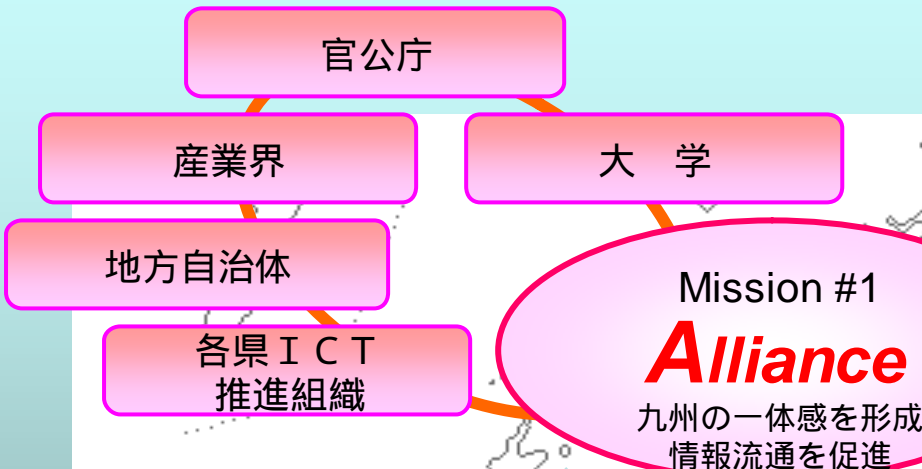 官公庁
産業界
大　学
地方自治体
各県ＩＣＴ
推進組織
Mission #1
Alliance
九州の一体感を形成
情報流通を促進